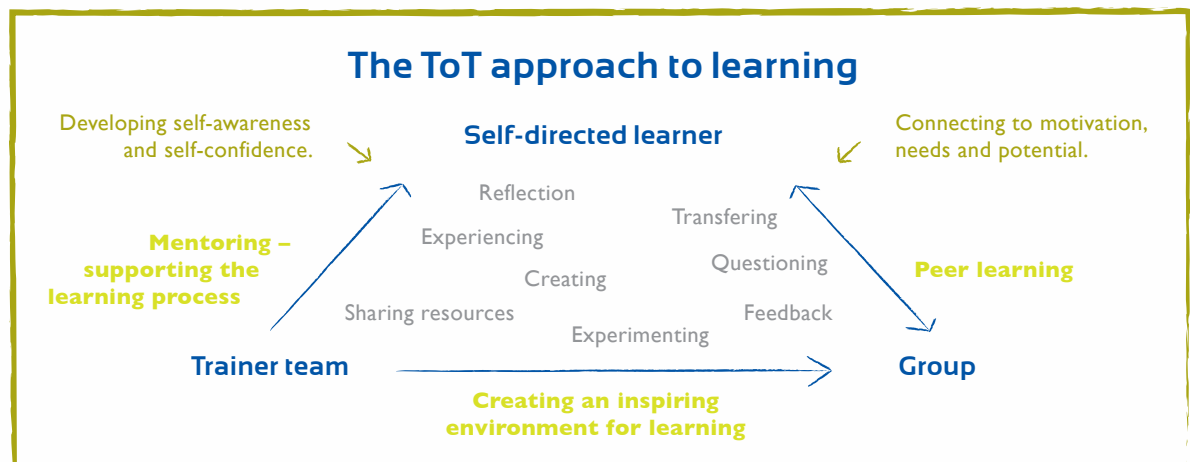 The ToT approach to learning
Developing self-awareness
and self-confidence.
Self-directed learner
Connecting to motivation,
needs and potential.
Reflection
Transfering
Experiencing
Mentoring –
supporting the
learning process
Questioning
Peer learning
Creating
Sharing resources
Feedback
Experimenting
Trainer team
Group
Creating an inspiring
environment for learning